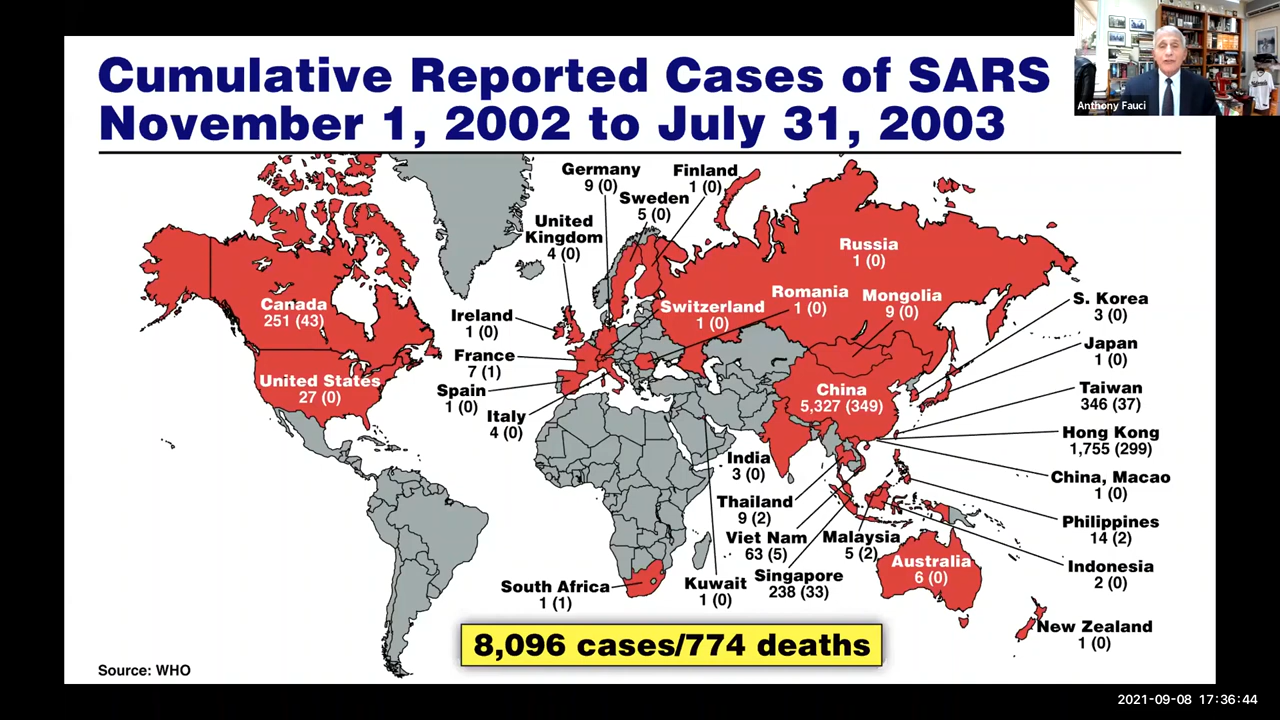 Cumulative Reported Cases of SARS
November 1, 2002 to July 31, 2003
Anthony Fauci
Germany
9 (0)
Finland
1 (0)
Sweden
5 (0)
United
Kingdom
4 (0)
Russia
1 (0)
Canada
251 (43)
Ireland
1 (0)
Switzerland
1 (0)
Romania
1 (0)
Mongolia
9 (0)
S. Korea
3 (0)
Japan
1 (0)
France
7 (1)
United States
27 (0)
Spain
1 (0)
Italy
4 (0)
China
5,327 (349)
Taiwan
346 (37)
Hong Kong
1,755 (299)
India
3 (0)
China, Macao
1 (0)
Thailand
9 (2)
Philippines
14 (2)
Viet Nam
63 (5)
Malaysia
5 (2)
Australia
6 (0)
Indonesia
2 (0)
South Africa
1 (1)
Kuwait
1 (0)
Singapore
238 (33)
New Zealand
1 (0)
8,096 cases/774 deaths
Source: WHO
2021-09-08 17:36:44